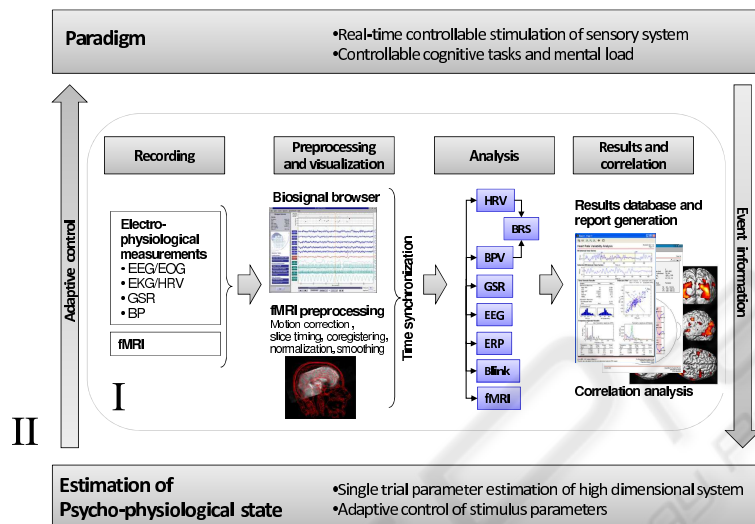 Paradigm
•Real-time controllable stimulation of sensory system
•Controllable cognitive tasks and mental load
Adaptive control
Event information
Recording
Preprocessing
and visualization
Analysis
Results and
correlation
Electro-
physiological
measurements
• EEG/EOG
• EKG/HRV
• GSR
• BP
fMRI
Biosignal browser
fMRI preprocessing
Motion correction,
slice timing, coregistering,
normalization, smoothing
Time synchronization
HRV
BRS
BPV
GSR
EEG
ERP
Blink
fMRI
Results database and
report generation
Correlation analysis
I
II
Estimation of
Psycho-physiological state
•Single trial parameter estimation of high dimensional system
•Adaptive control of stimulus parameters